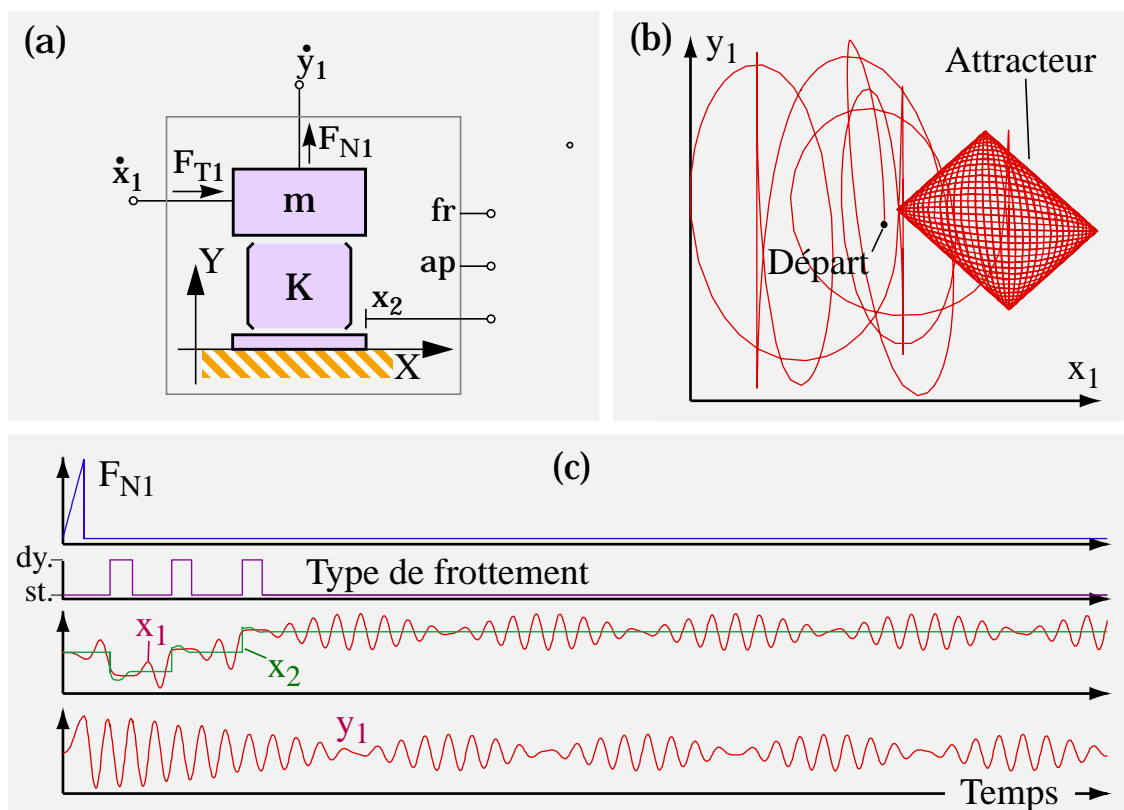 (a)
ẏ1
FN1
FT1
ẋ1
m
fr
Y
ap
K
x2
X
(b)
y1
Attracteur
Départ
x1
(c)
FN1
dy.
st.
Type de frottement
x1
x2
y1
Temps